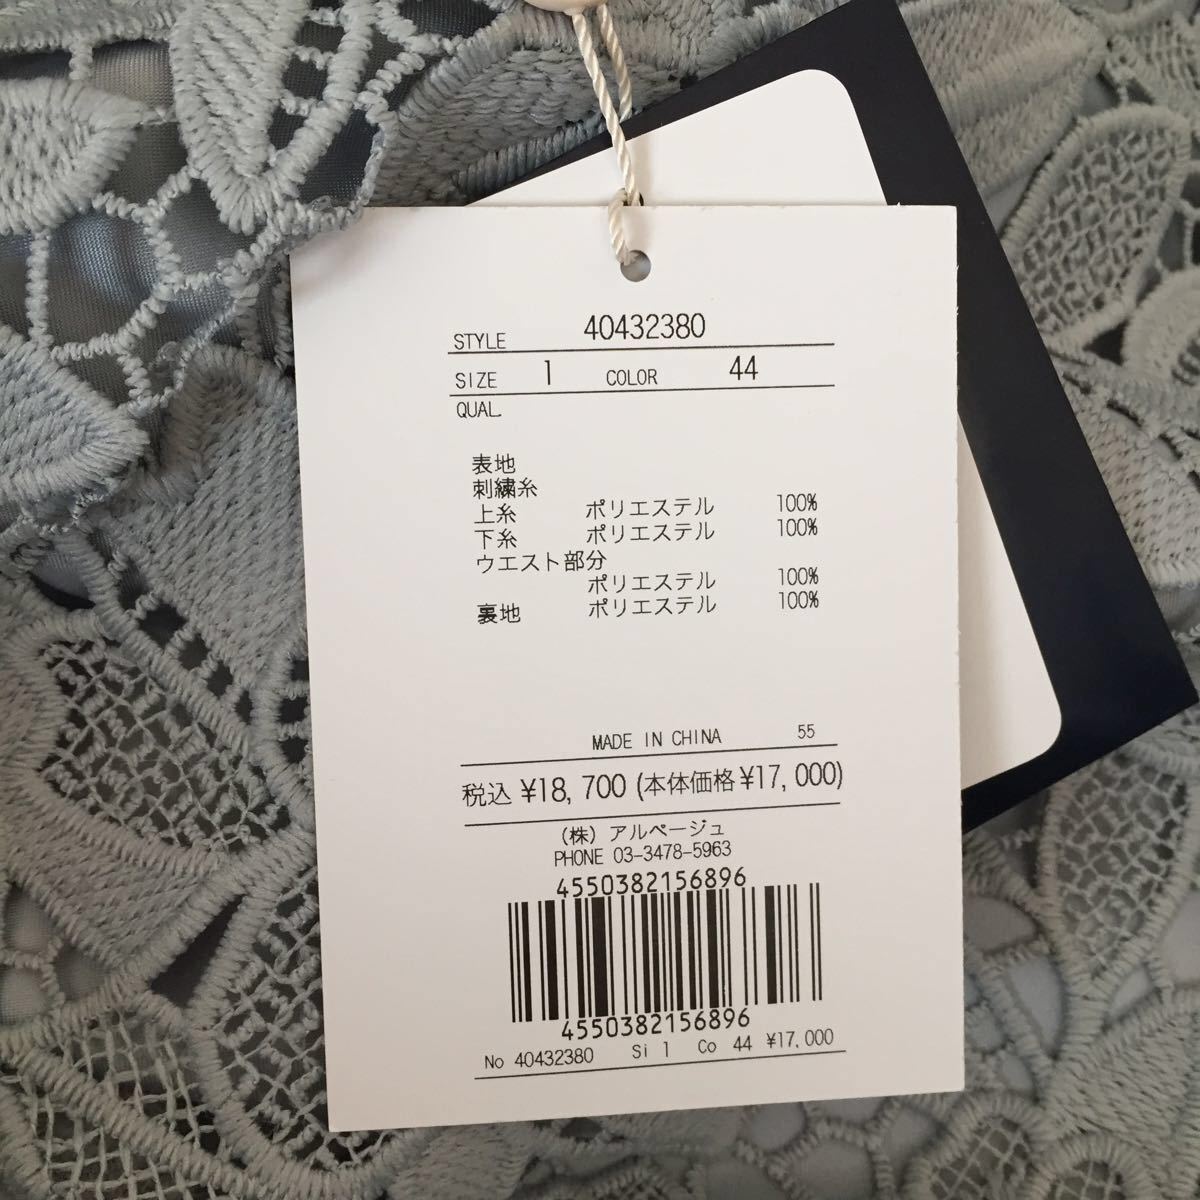 STYLE 40432380
SIZE 1 COLOR 44
QUAL.
表地
刺繍糸
上糸 ポリエステル 100%
下糸 ポリエステル 100%
ウエスト部分
ポリエステル 100%
裏地 ポリエステル 100%
MADE IN CHINA 55
税込 ¥18,700 (本体価格¥17,000)
(株) アルページュ
PHONE 03-3478-5963
4550382156896
4550382156896
No 40432380 Si 1 Co 44 ¥17,000